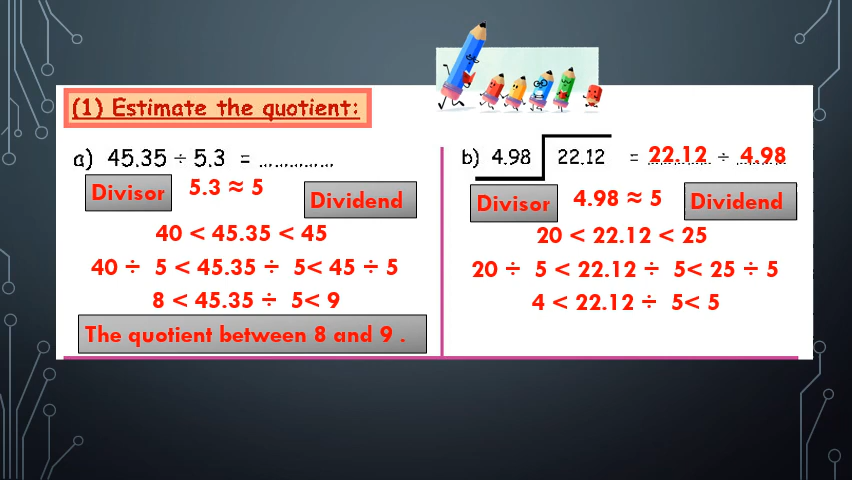 (1) Estimate the quotient:
a) 45.35 ÷ 5.3 = ..............
Divisor
5.3 ≈ 5
Dividend
40 < 45.35 < 45
40 ÷ 5 < 45.35 ÷ 5< 45 ÷ 5
8 < 45.35 ÷ 5< 9
The quotient between 8 and 9 .
b) 4.98 22.12 = 22.12 ÷ 4.98
Divisor
4.98 ≈ 5
Dividend
20 < 22.12 < 25
20 ÷ 5 < 22.12 ÷ 5< 25 ÷ 5
4 < 22.12 ÷ 5< 5